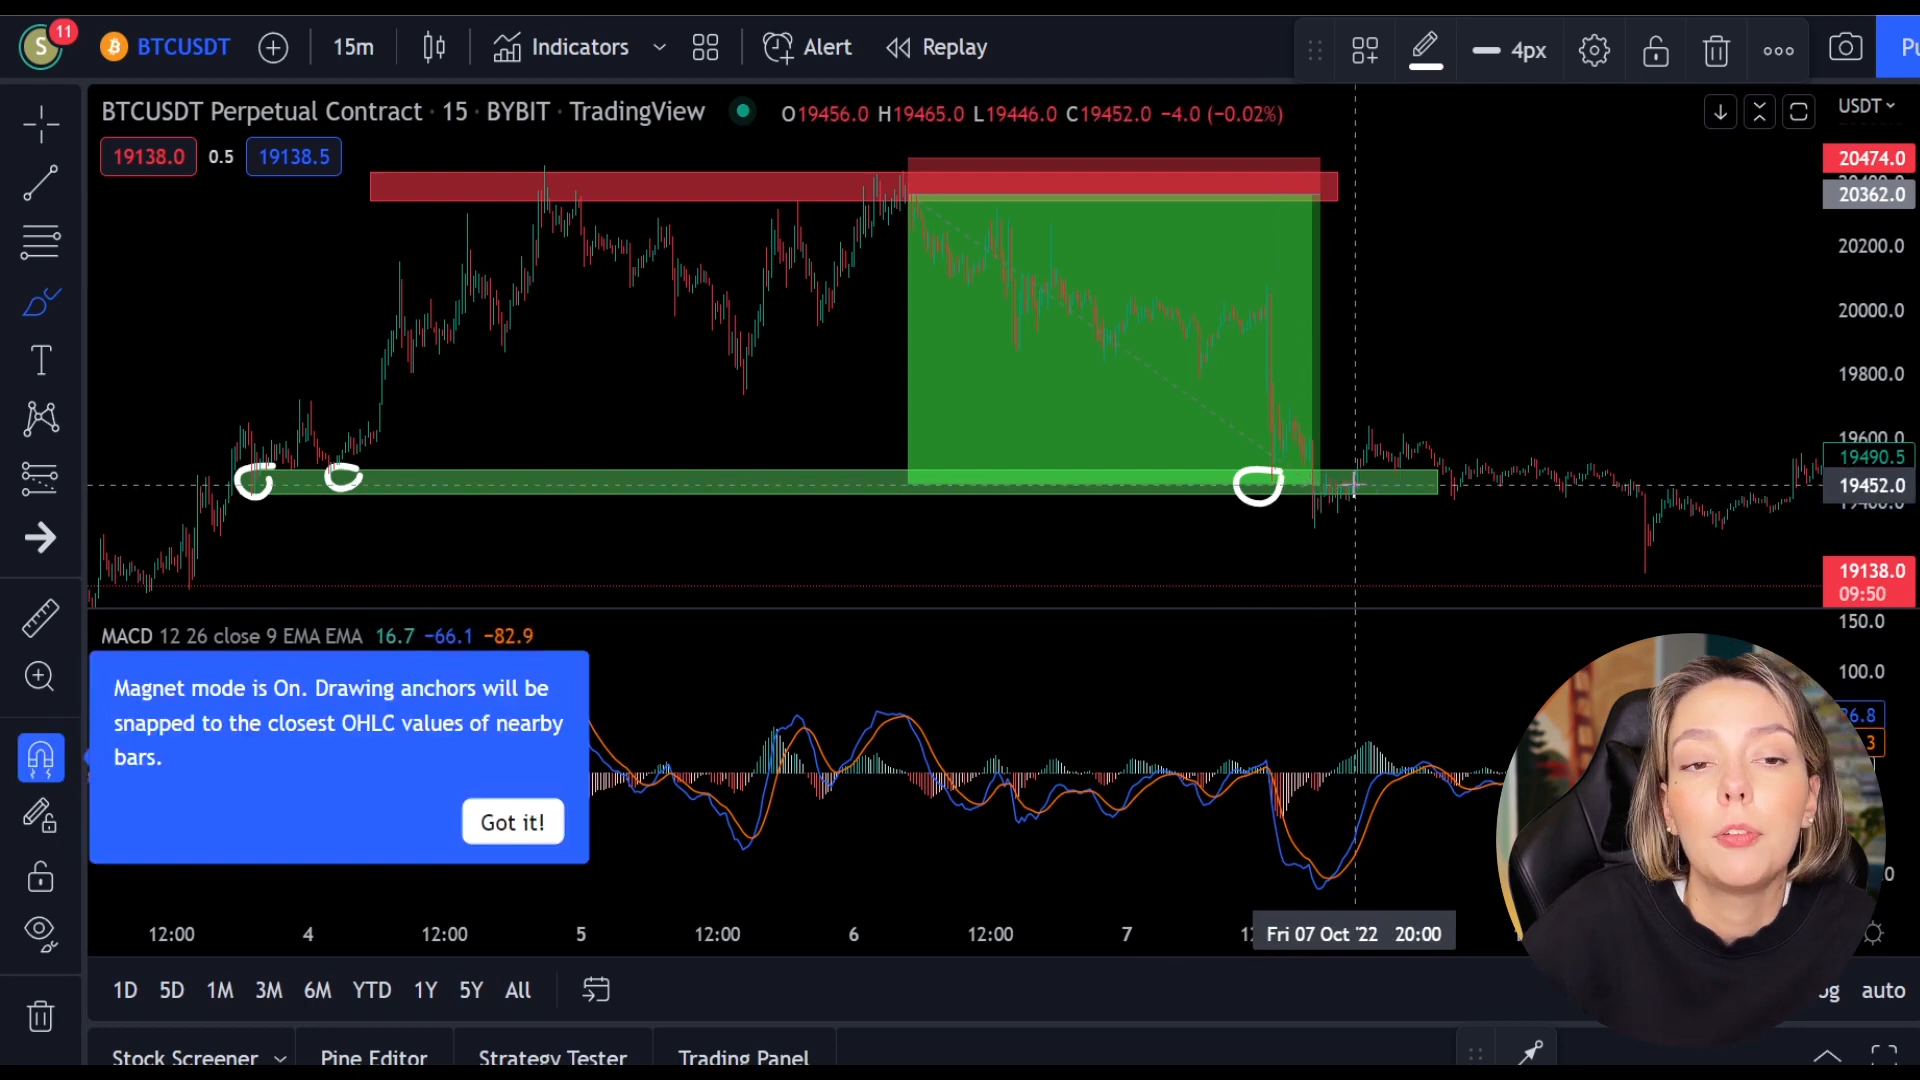 S 11 BTCUSDT 15m Indicators Alert Replay 4px Pu
BTCUSDT Perpetual Contract · 15 · BYBIT · TradingView O19456.0 H19465.0 L19446.0 C19452.0 −4.0 (−0.02%) USDT
19138.0 0.5 19138.5
20474.0
20362.0
20200.0
20000.0
19800.0
19600.0
19490.5
19452.0
19138.0
09:50
MACD 12 26 close 9 EMA EMA 16.7 −66.1 −82.9
150.0
100.0
Magnet mode is On. Drawing anchors will be
snapped to the closest OHLC values of nearby
bars.
Got it!
12:00 4 12:00 5 12:00 6 12:00 7 Fri 07 Oct '22 20:00
1D 5D 1M 3M 6M YTD 1Y 5Y All auto
Stock Screener Pine Editor Strategy Tester Trading Panel